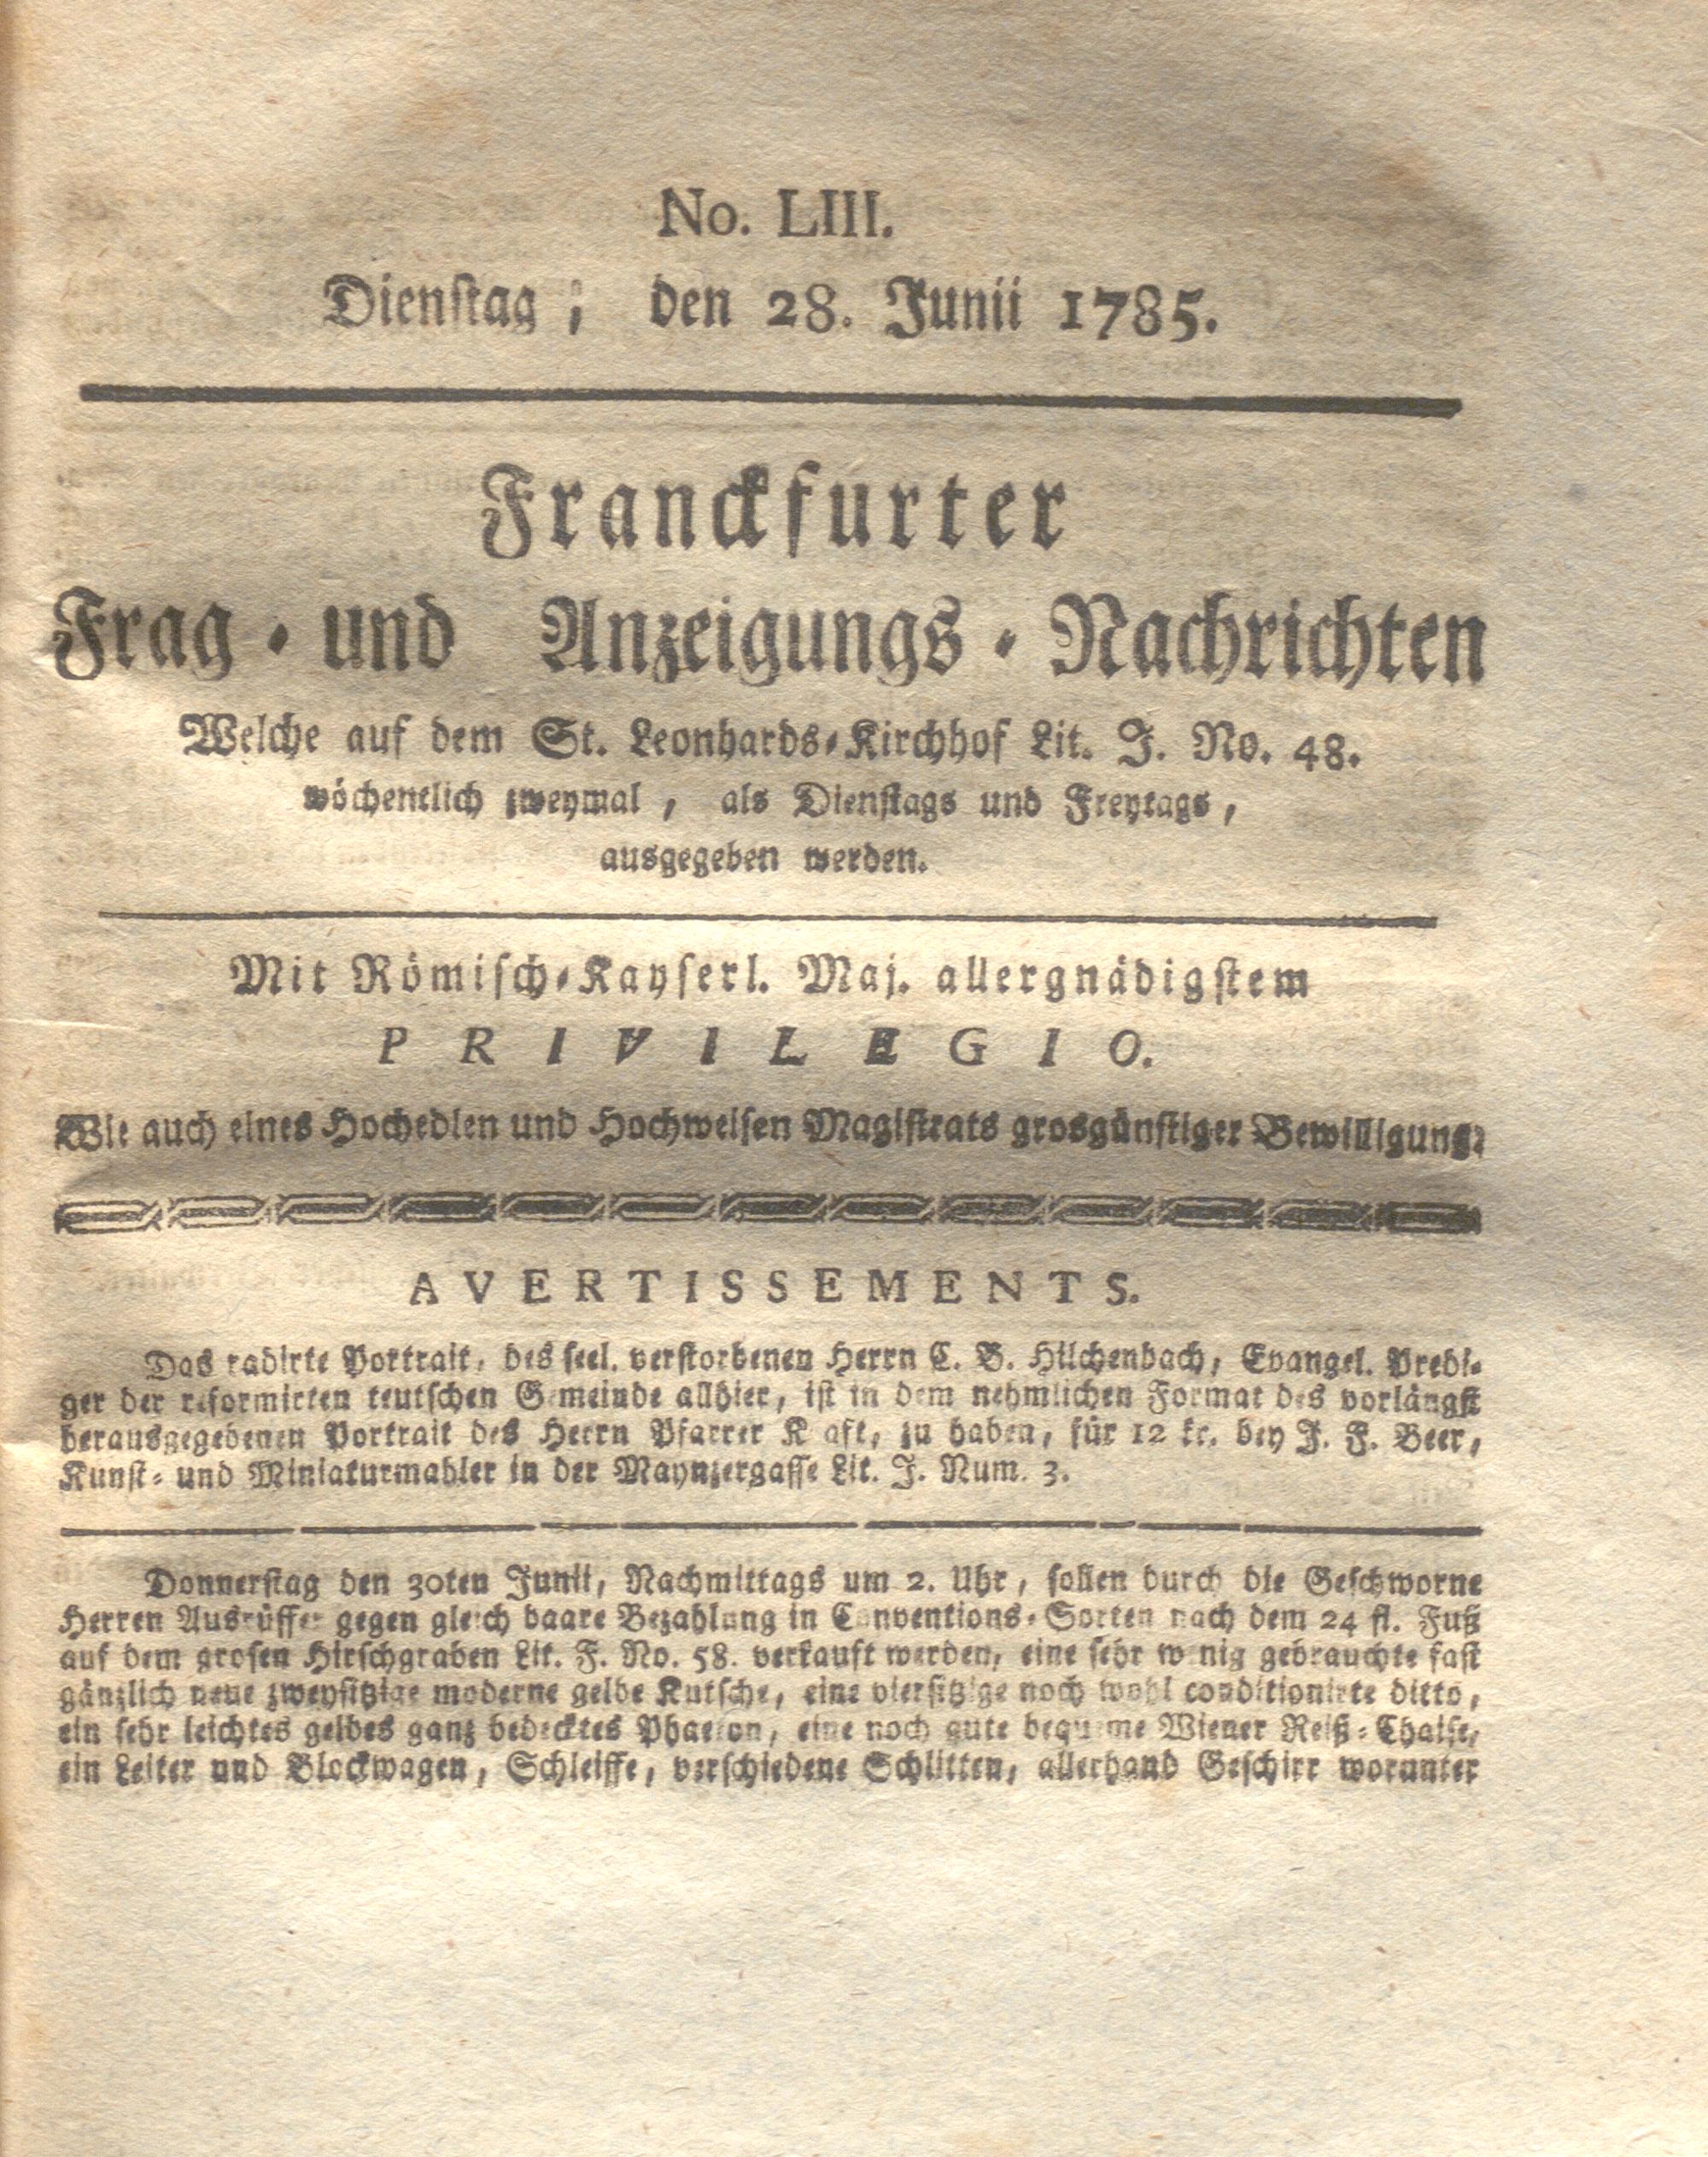 No. LIII.
Dienstag, den 28. Junii 1785.
Franckfurter
Frag- und Anzeigungs-Nachrichten
Welche auf dem St. Leonhards-Kirchhof Lit. J. No. 48.
wöchentlich zweymal, als Dienstags und Freytags,
ausgegeben werden.
Mit Römisch-Kayserl. Maj. allergnädigstem
PRIVILEGIO.
Wie auch eines Hochedlen und Hochweisen Magistrats grosgünstiger Bewilligung.
AVERTISSEMENTS.
Das radirte Portrait, des seel. verstorbenen Herrn C. B. Hilchenbach, Evangel. Predi-
ger der reformirten teutschen Gemeinde allhier, ist in dem nehmlichen Format des vorlängst
herausgegebenen Portrait des Herrn Pfarrer Kraft, zu haben, für 12 kr. bey J. F. Beer,
Kunst- und Miniaturmahler in der Maynzergasse Lit. J. Num. 3.
Donnerstag den 30ten Junii, Nachmittags um 2. Uhr, sollen durch die Geschworne
Herren Ausrüffer gegen gleich baare Bezahlung in Conventions-Sorten nach dem 24 fl. Fuß
auf dem grosen Hirschgraben Lit. F. No. 58. verkauft werden, eine sehr wenig gebrauchte fast
gänzlich neue zweysitzige moderne gelbe Kutsche, eine viersitzige noch wohl conditionirte ditto,
ein sehr leichtes gelbes ganz bedecktes Phaeton, eine noch gute bequeme Wiener Reiß-Chaise,
ein Leiter und Blockwagen, Schleiffe, verschiedene Schlitten, allerhand Geschirr worunter